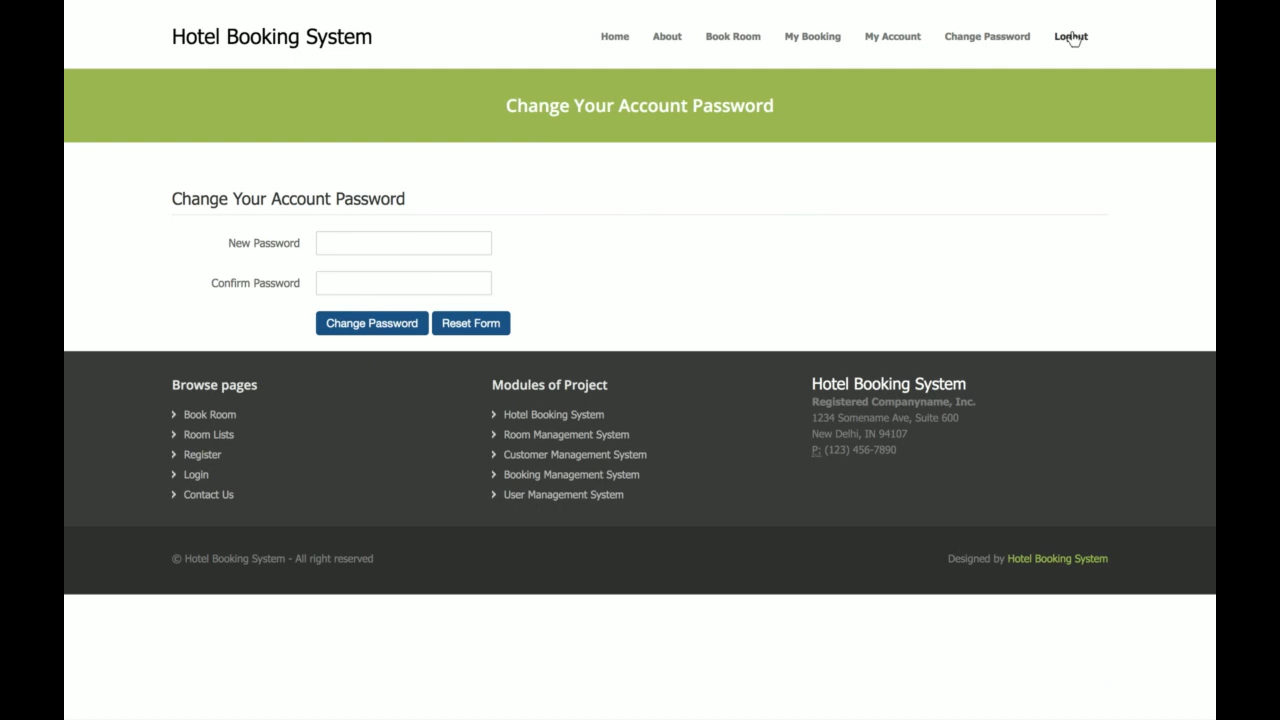 Hotel Booking System
Home About Book Room My Booking My Account Change Password Logout
Change Your Account Password
Change Your Account Password
New Password
Confirm Password
Change Password Reset Form
Browse pages
Book Room
Room Lists
Register
Login
Contact Us
Modules of Project
Hotel Booking System
Room Management System
Customer Management System
Booking Management System
User Management System
Hotel Booking System
Registered Companyname, Inc.
1234 Somename Ave, Suite 600
New Delhi, IN 94107
P: (123) 456-7890
© Hotel Booking System - All right reserved
Designed by Hotel Booking System